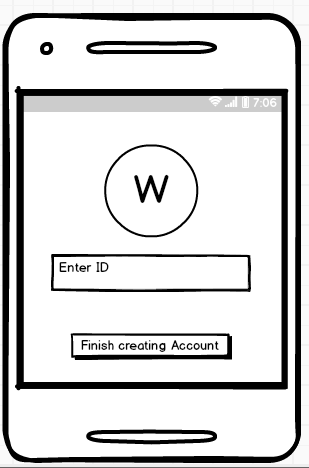 7:06
W
Enter ID
Finish creating Account